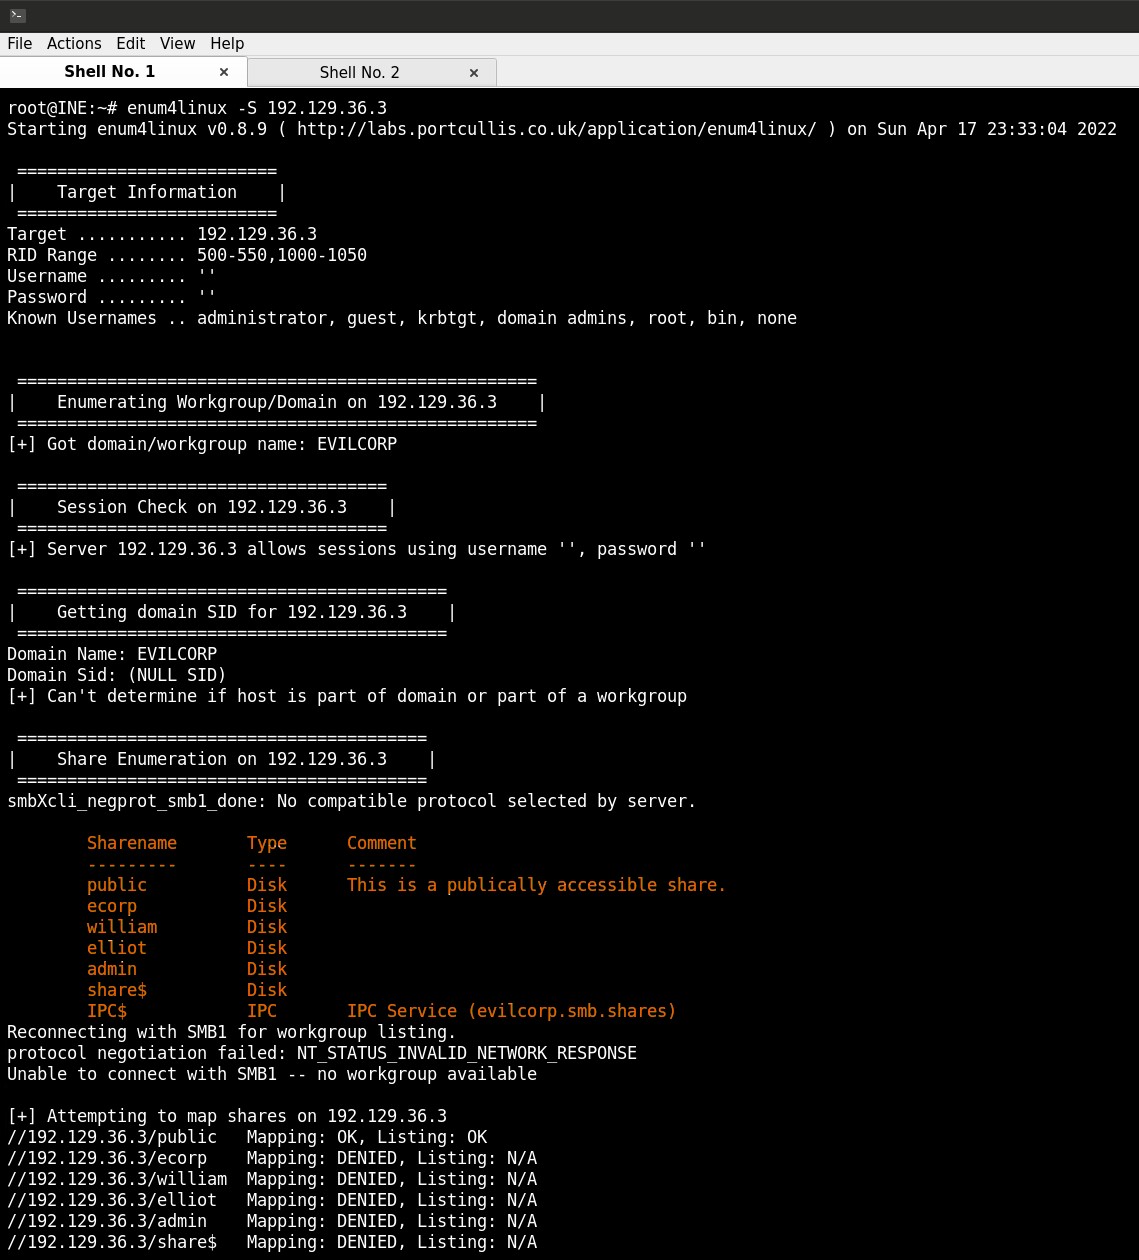 File Actions Edit View Help
Shell No. 1 × Shell No. 2 ×
root@INE:~# enum4linux -S 192.129.36.3
Starting enum4linux v0.8.9 ( http://labs.portcullis.co.uk/application/enum4linux/ ) on Sun Apr 17 23:33:04 2022
 ==========================
|    Target Information    |
 ==========================
Target ........... 192.129.36.3
RID Range ........ 500-550,1000-1050
Username ......... ''
Password ......... ''
Known Usernames .. administrator, guest, krbtgt, domain admins, root, bin, none
 ====================================================
|    Enumerating Workgroup/Domain on 192.129.36.3    |
 ====================================================
[+] Got domain/workgroup name: EVILCORP
 =====================================
|    Session Check on 192.129.36.3    |
 =====================================
[+] Server 192.129.36.3 allows sessions using username '', password ''
 ===========================================
|    Getting domain SID for 192.129.36.3    |
 ===========================================
Domain Name: EVILCORP
Domain Sid: (NULL SID)
[+] Can't determine if host is part of domain or part of a workgroup
 =========================================
|    Share Enumeration on 192.129.36.3    |
 =========================================
smbXcli_negprot_smb1_done: No compatible protocol selected by server.
        Sharename       Type      Comment
        ---------       ----      -------
        public          Disk      This is a publically accessible share.
        ecorp           Disk
        william         Disk
        elliot          Disk
        admin           Disk
        share$          Disk
        IPC$            IPC       IPC Service (evilcorp.smb.shares)
Reconnecting with SMB1 for workgroup listing.
protocol negotiation failed: NT_STATUS_INVALID_NETWORK_RESPONSE
Unable to connect with SMB1 -- no workgroup available
[+] Attempting to map shares on 192.129.36.3
//192.129.36.3/public   Mapping: OK, Listing: OK
//192.129.36.3/ecorp    Mapping: DENIED, Listing: N/A
//192.129.36.3/william  Mapping: DENIED, Listing: N/A
//192.129.36.3/elliot   Mapping: DENIED, Listing: N/A
//192.129.36.3/admin    Mapping: DENIED, Listing: N/A
//192.129.36.3/share$   Mapping: DENIED, Listing: N/A